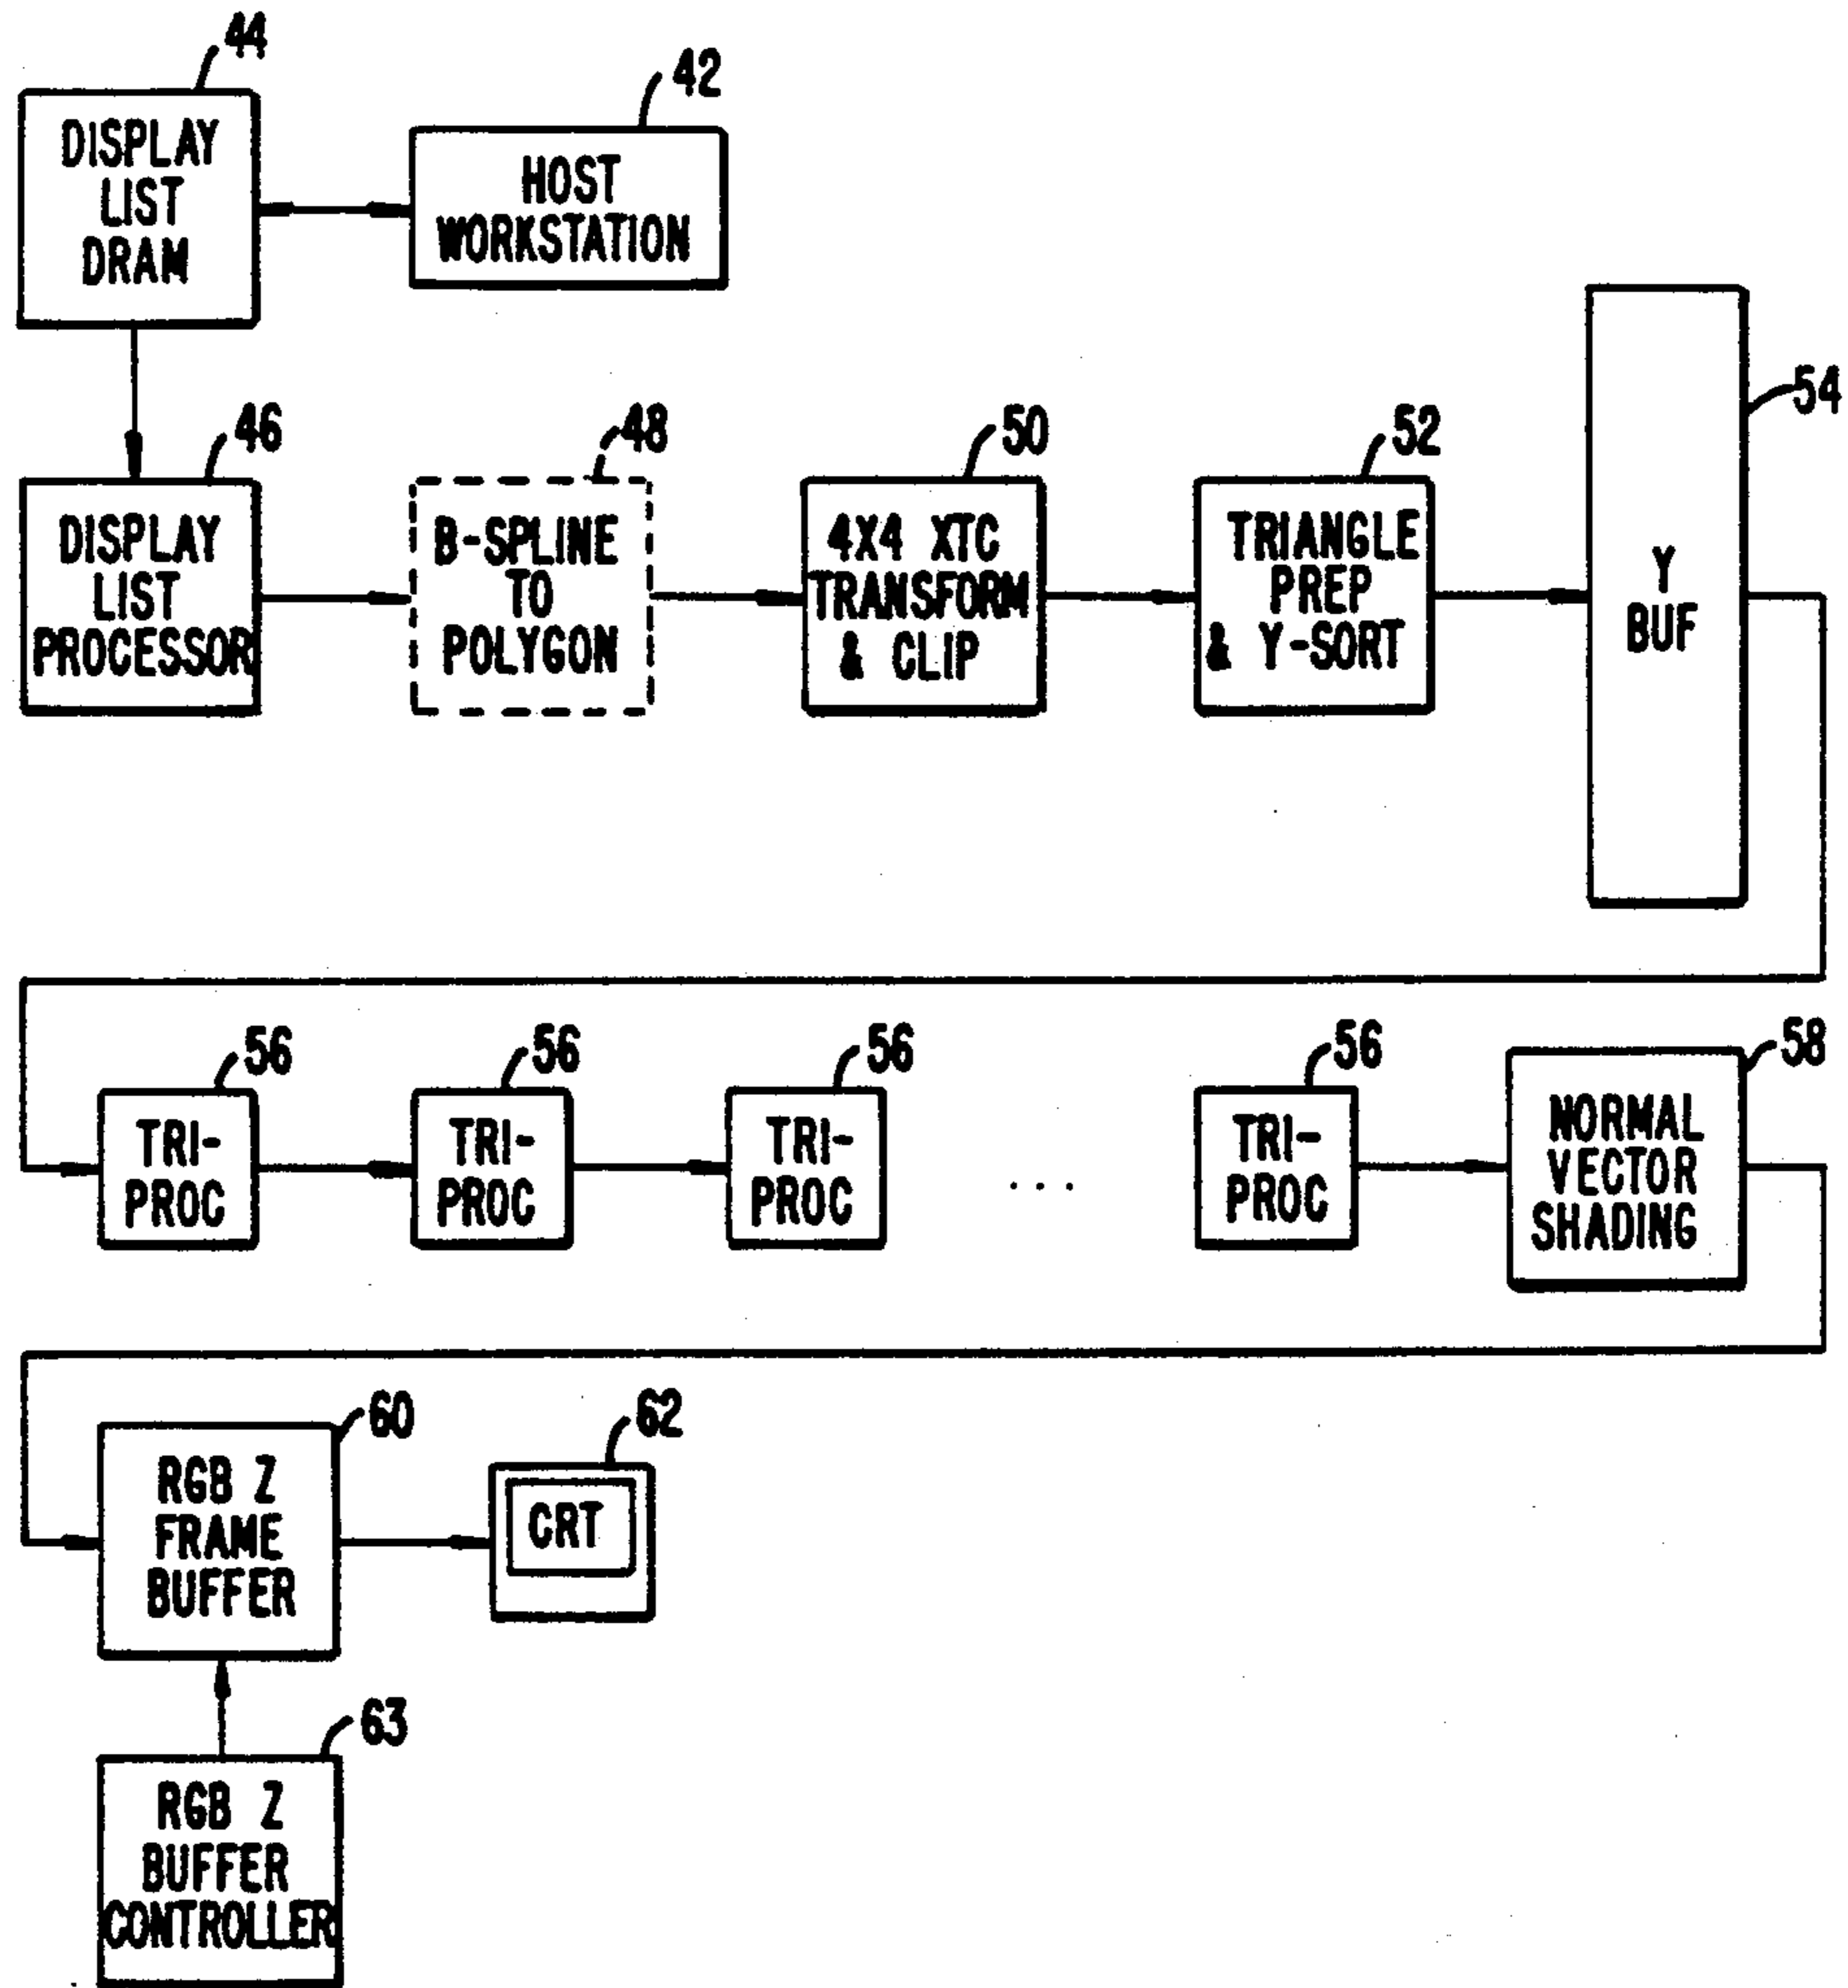 44
DISPLAY
LIST
DRAM
42
HOST
WORKSTATION
46
DISPLAY
LIST
PROCESSOR
48
B-SPLINE
TO
POLYGON
50
4X4 XTC
TRANSFORM
& CLIP
52
TRIANGLE
PREP
& Y-SORT
54
Y
BUF
56
TRI-
PROC
56
TRI-
PROC
56
TRI-
PROC
...
56
TRI-
PROC
58
NORMAL
VECTOR
SHADING
60
RGB Z
FRAME
BUFFER
62
CRT
63
RGB Z
BUFFER
CONTROLLER